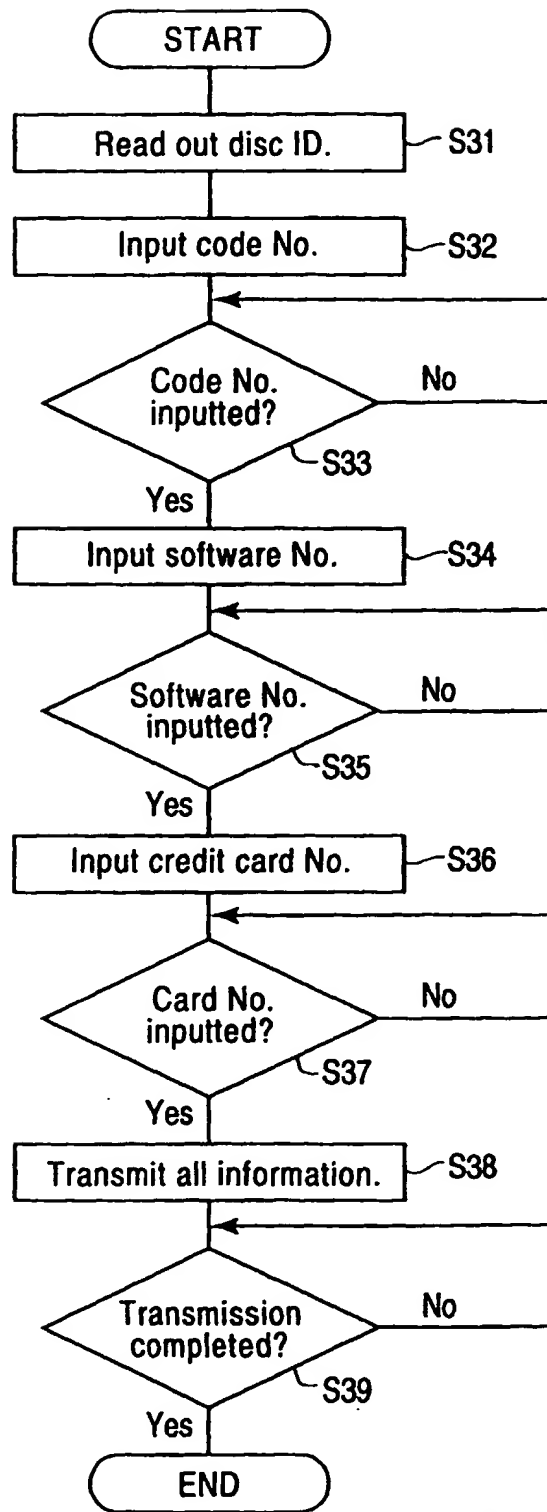 START
Read out disc ID.
S31
Input code No.
S32
Code No.
inputted?
No
S33
Yes
Input software No.
S34
Software No.
inputted?
No
S35
Yes
Input credit card No.
S36
Card No.
inputted?
No
S37
Yes
Transmit all information.
S38
Transmission
completed?
No
S39
Yes
END